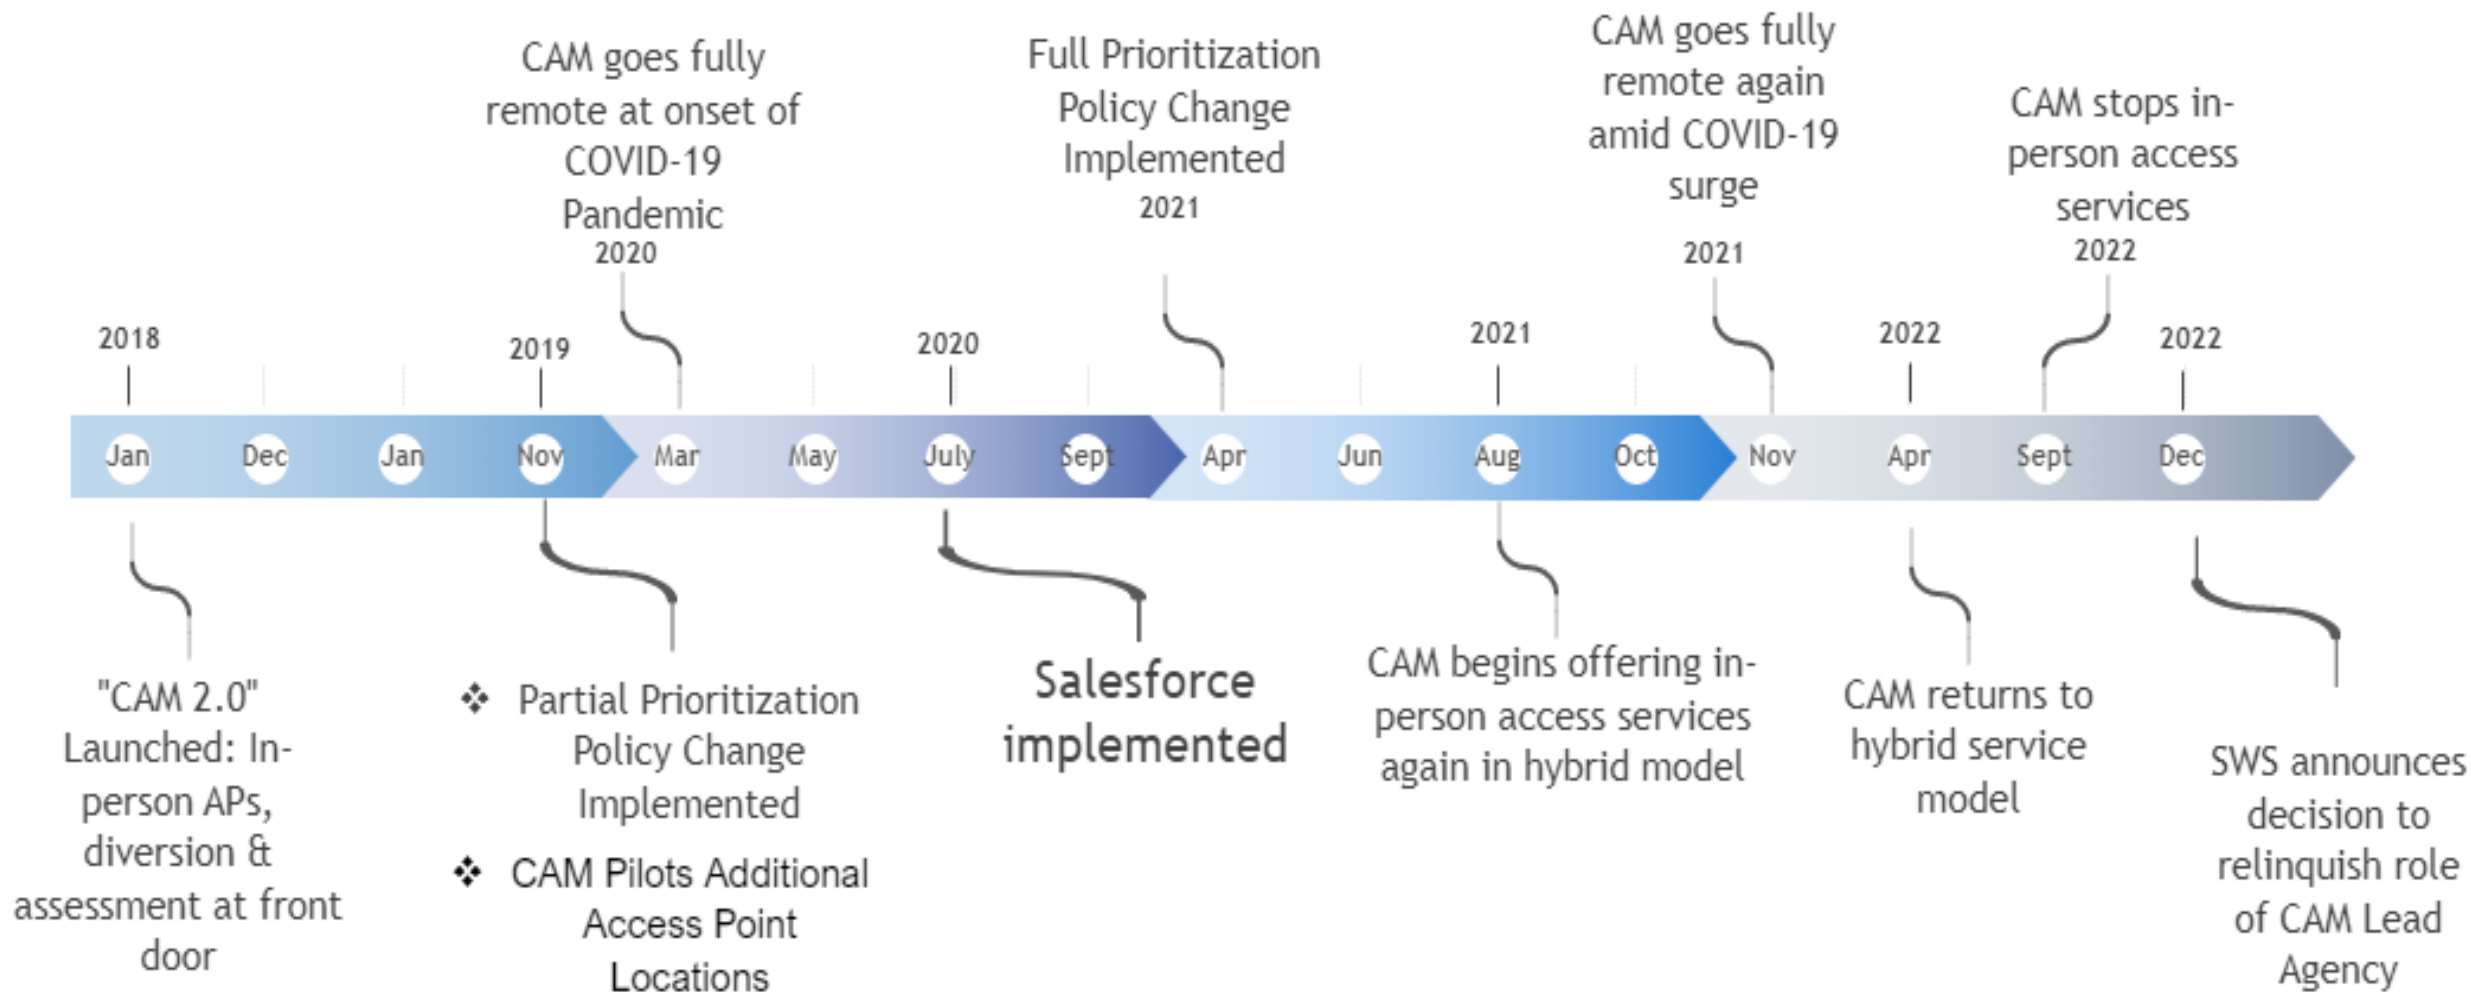 CAM goes fully
remote at onset of
COVID-19
Pandemic
2020
Full Prioritization
Policy Change
Implemented
2021
CAM goes fully
remote again
amid COVID-19
surge
2021
CAM stops in-
person access
services
2022
2018
2019
2020
2021
2022
2022
Jan Dec Jan Nov Mar May July Sept Apr Jun Aug Oct Nov Apr Sept Dec
"CAM 2.0"
Launched: In-
person APs,
diversion &
assessment at front
door
❖ Partial Prioritization
Policy Change
Implemented
❖ CAM Pilots Additional
Access Point
Locations
Salesforce
implemented
CAM begins offering in-
person access services
again in hybrid model
CAM returns to
hybrid service
model
SWS announces
decision to
relinquish role
of CAM Lead
Agency